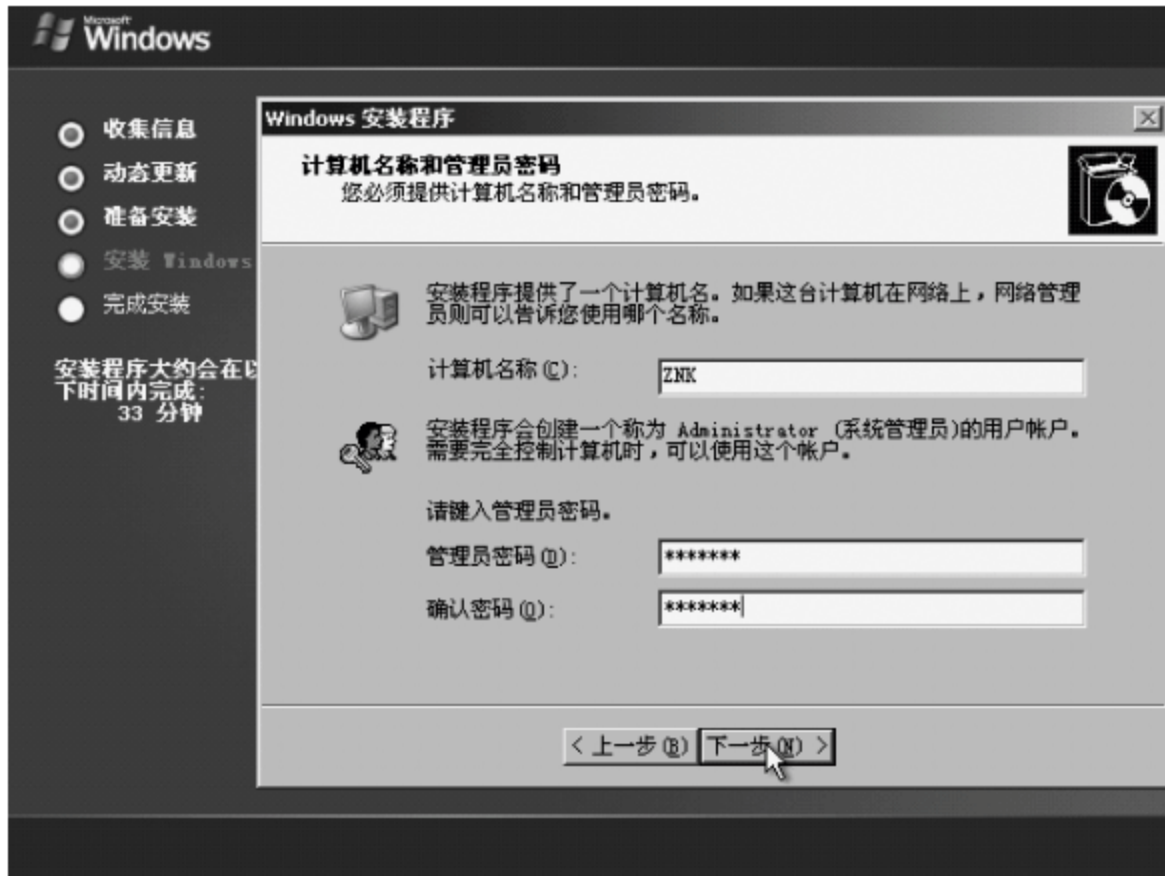 Microsoft
Windows
收集信息
动态更新
准备安装
安装 Windows
完成安装
安装程序大约会在以
下时间内完成:
33 分钟
Windows 安装程序
计算机名称和管理员密码
您必须提供计算机名称和管理员密码。
安装程序提供了一个计算机名。如果这台计算机在网络上，网络管理
员则可以告诉您使用哪个名称。
计算机名称(C):
ZNK
安装程序会创建一个称为 Administrator (系统管理员)的用户帐户。
需要完全控制计算机时，可以使用这个帐户。
请键入管理员密码。
管理员密码(D):
*******
确认密码(O):
*******
< 上一步(B)
下一步(N) >